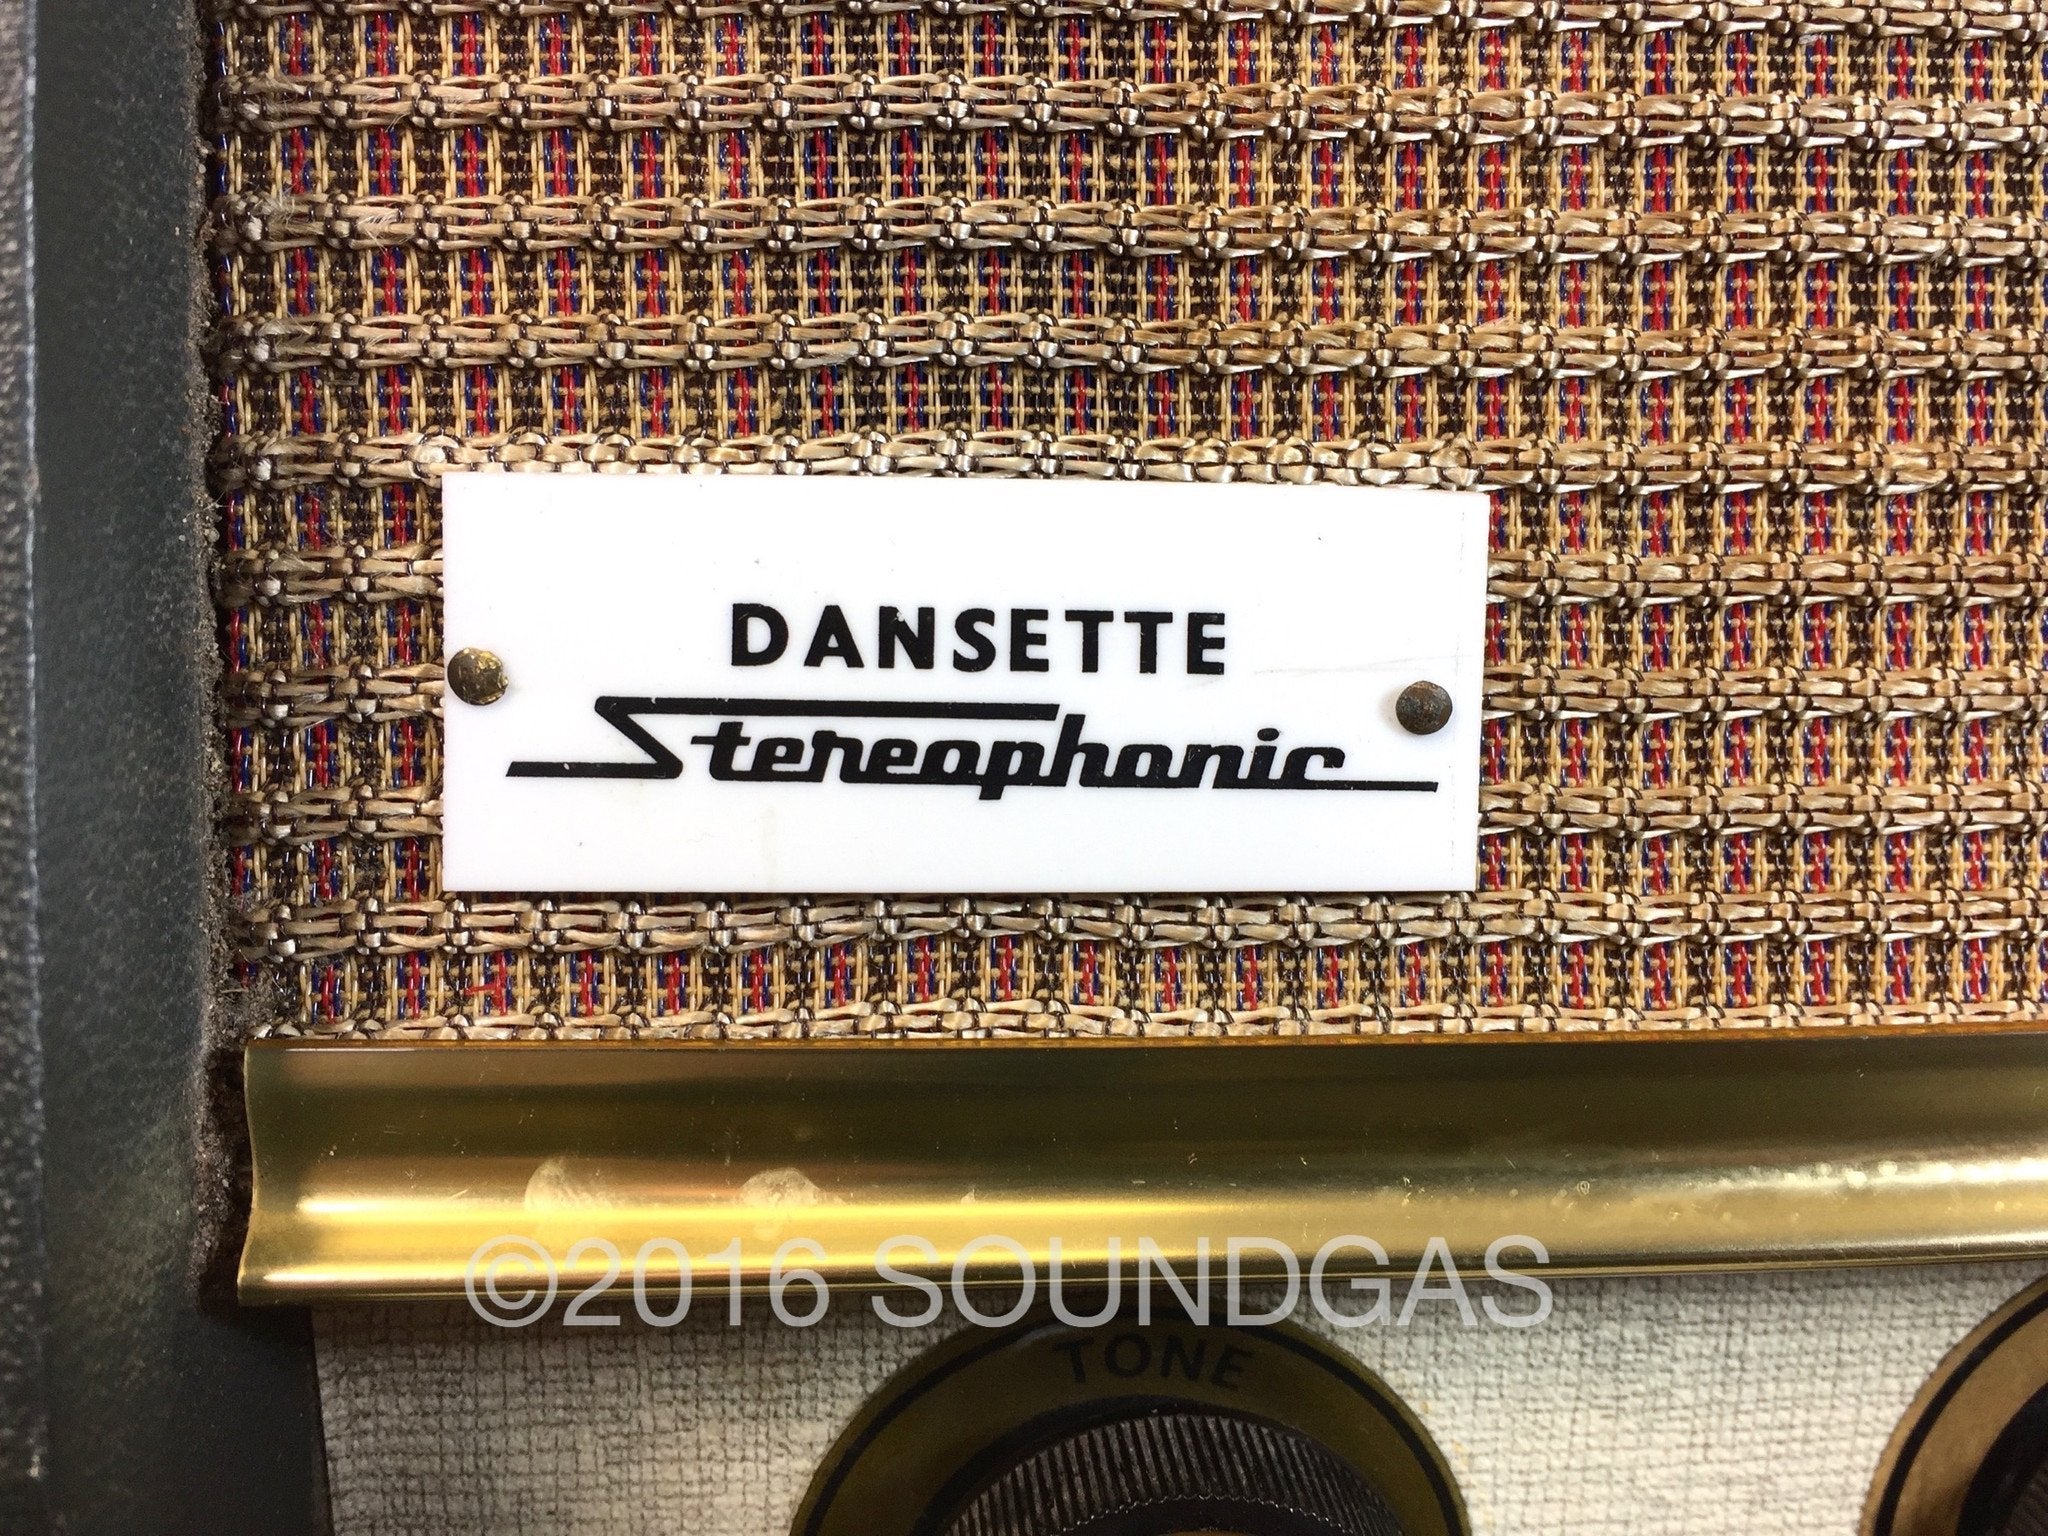 DANSETTE
Stereophonic
©2016 SOUNDGAS
TONE